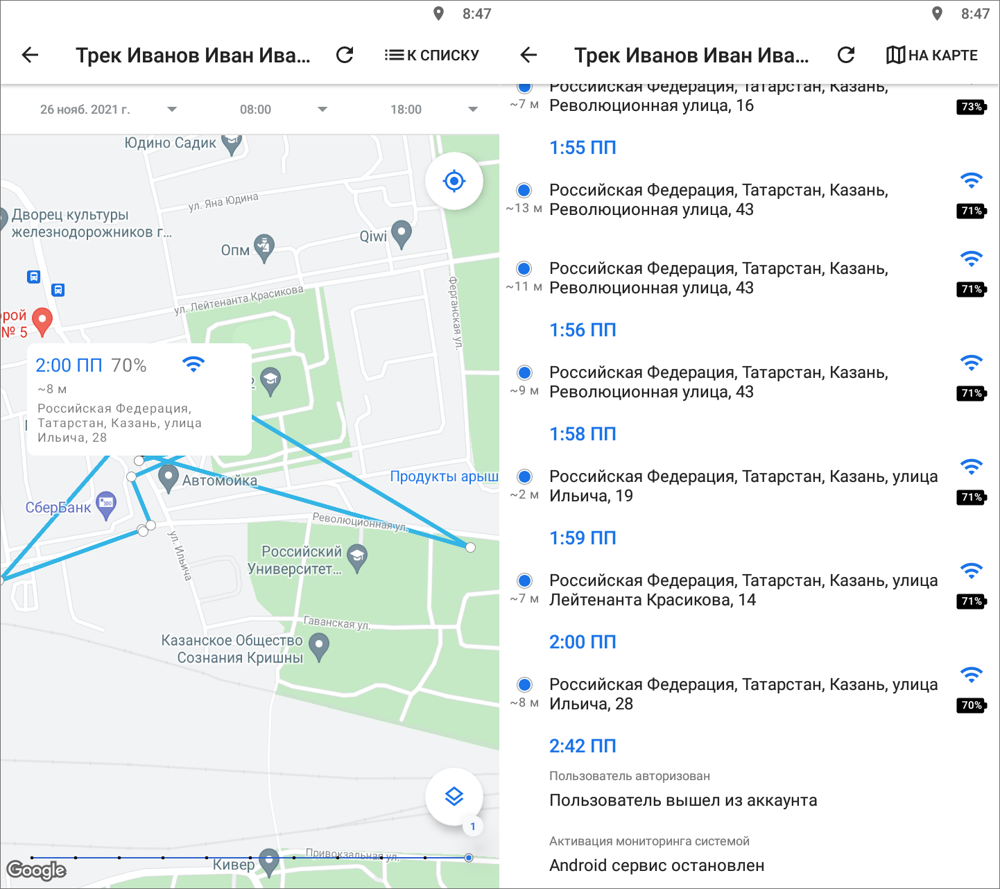 8:47
Трек Иванов Иван Ива...
К СПИСКУ
26 нояб. 2021 г.
08:00
18:00
Юдино Садик
ул. Яна Юдина
Дворец культуры
железнодорожников г...
Опм
Qiwi
ул. Лейтенанта Красикова
Ферганская ул.
рой
№ 5
2:00 ПП 70%
~8 м
Российская Федерация,
Татарстан, Казань, улица
Ильича, 28
2
Автомойка
Продукты арыш
СберБанк
Революционная ул.
ул. Ильича
Российский
Университет...
Гаванская ул.
Казанское Общество
Сознания Кришны
1
Привокзальная ул.
Кивер
Google
8:47
Трек Иванов Иван Ива...
НА КАРТЕ
Российская Федерация, Татарстан, Казань,
Революционная улица, 16
~7 м
73%
1:55 ПП
Российская Федерация, Татарстан, Казань,
Революционная улица, 43
~13 м
71%
Российская Федерация, Татарстан, Казань,
Революционная улица, 43
~11 м
71%
1:56 ПП
Российская Федерация, Татарстан, Казань,
Революционная улица, 43
~9 м
71%
1:58 ПП
Российская Федерация, Татарстан, Казань, улица
Ильича, 19
~2 м
71%
1:59 ПП
Российская Федерация, Татарстан, Казань, улица
Лейтенанта Красикова, 14
~7 м
71%
2:00 ПП
Российская Федерация, Татарстан, Казань, улица
Ильича, 28
~8 м
70%
2:42 ПП
Пользователь авторизован
Пользователь вышел из аккаунта
Активация мониторинга системой
Android сервис остановлен